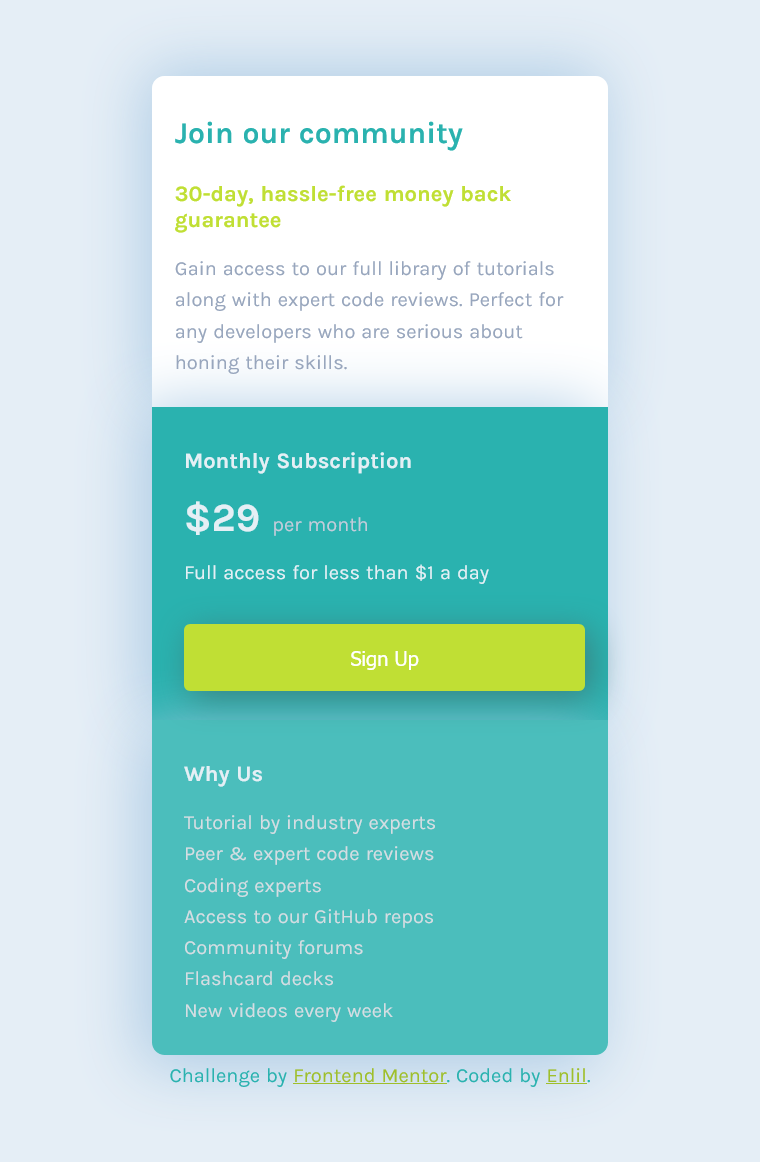 Join our community
30-day, hassle-free money back
guarantee
Gain access to our full library of tutorials
along with expert code reviews. Perfect for
any developers who are serious about
honing their skills.
Monthly Subscription
$29 per month
Full access for less than $1 a day
Sign Up
Why Us
Tutorial by industry experts
Peer & expert code reviews
Coding experts
Access to our GitHub repos
Community forums
Flashcard decks
New videos every week
Challenge by Frontend Mentor. Coded by Enlil.